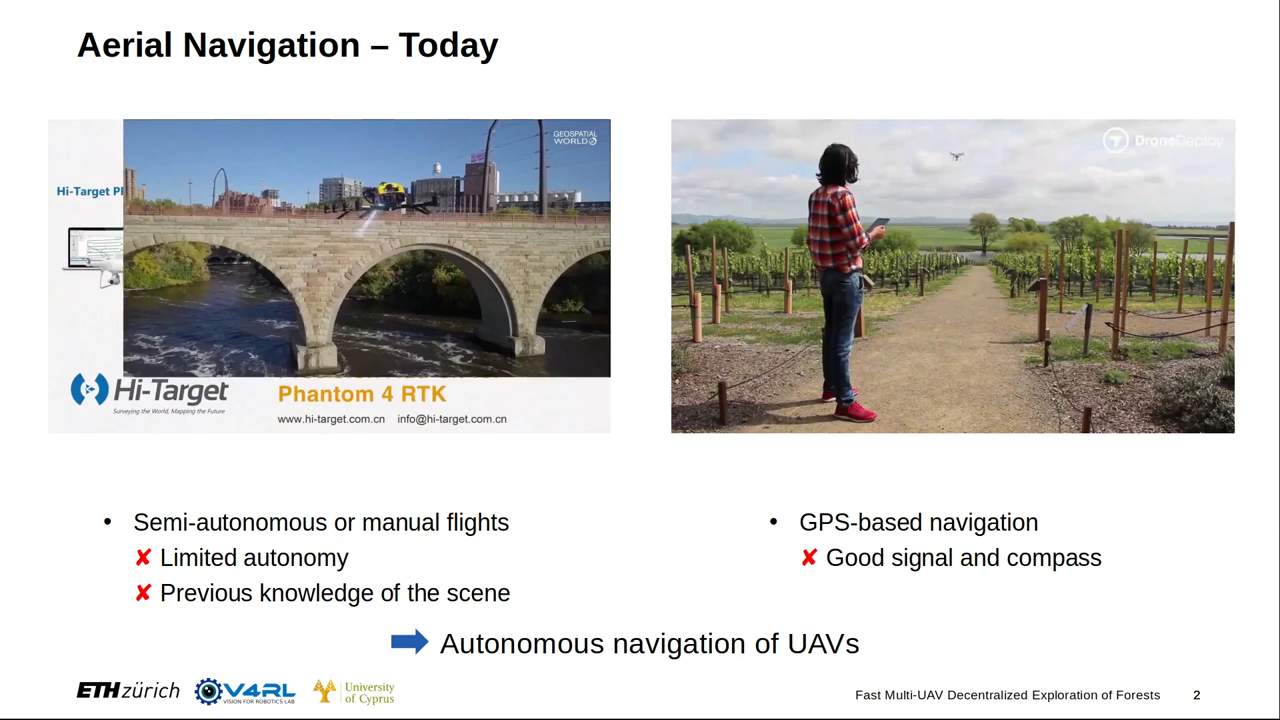 Aerial Navigation – Today
GEOSPATIAL
WORLD
Hi-Target Pl
Hi-Target
Surveying the World, Mapping the Future
Phantom 4 RTK
www.hi-target.com.cn info@hi-target.com.cn
DroneDeploy
• Semi-autonomous or manual flights
✘ Limited autonomy
✘ Previous knowledge of the scene
• GPS-based navigation
✘ Good signal and compass
Autonomous navigation of UAVs
ETH zürich
V4RL
VISION FOR ROBOTICS LAB
University
of Cyprus
Fast Multi-UAV Decentralized Exploration of Forests 2